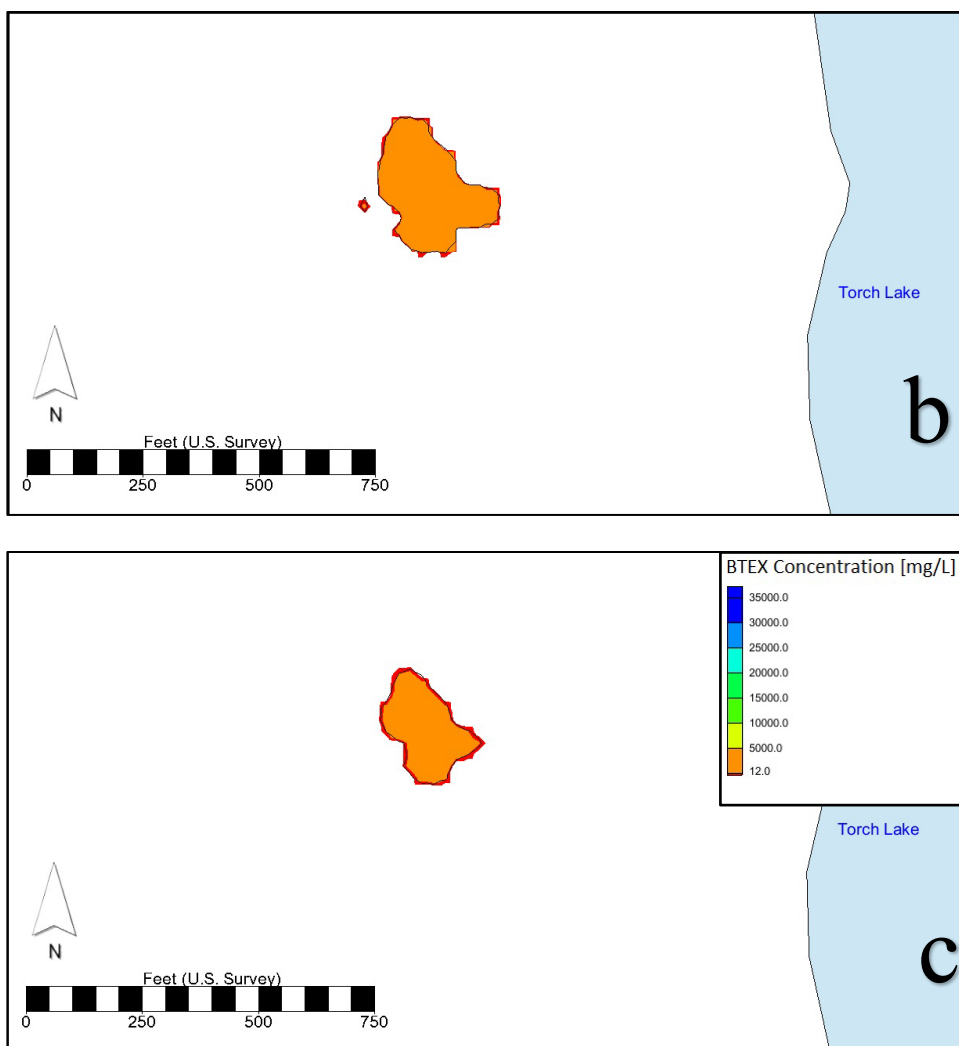 Torch Lake
b
N
Feet (U.S. Survey)
0 250 500 750
BTEX Concentration [mg/L]
35000.0
30000.0
25000.0
20000.0
15000.0
10000.0
5000.0
12.0
Torch Lake
c
N
Feet (U.S. Survey)
0 250 500 750